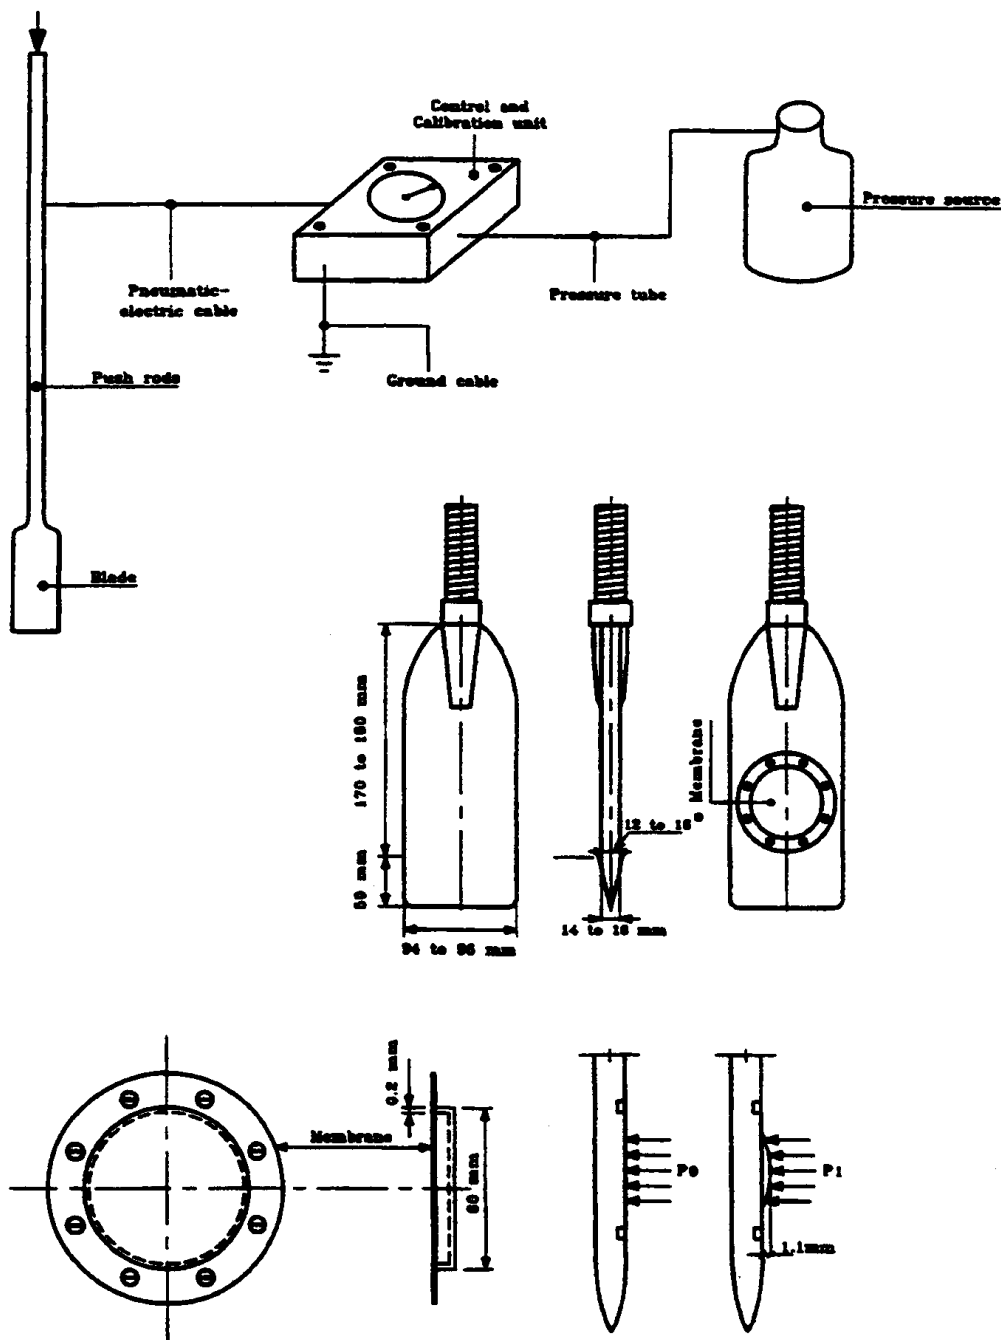 Control and
Calibration unit
Pressure source
Pneumatic-
electric cable
Pressure tube
Ground cable
Push rods
Blade
170 to 180 mm
50 mm
94 to 96 mm
12 to 16°
14 to 16 mm
Membrane
0.2 mm
Membrane
60 mm
P0
P1
1.1mm